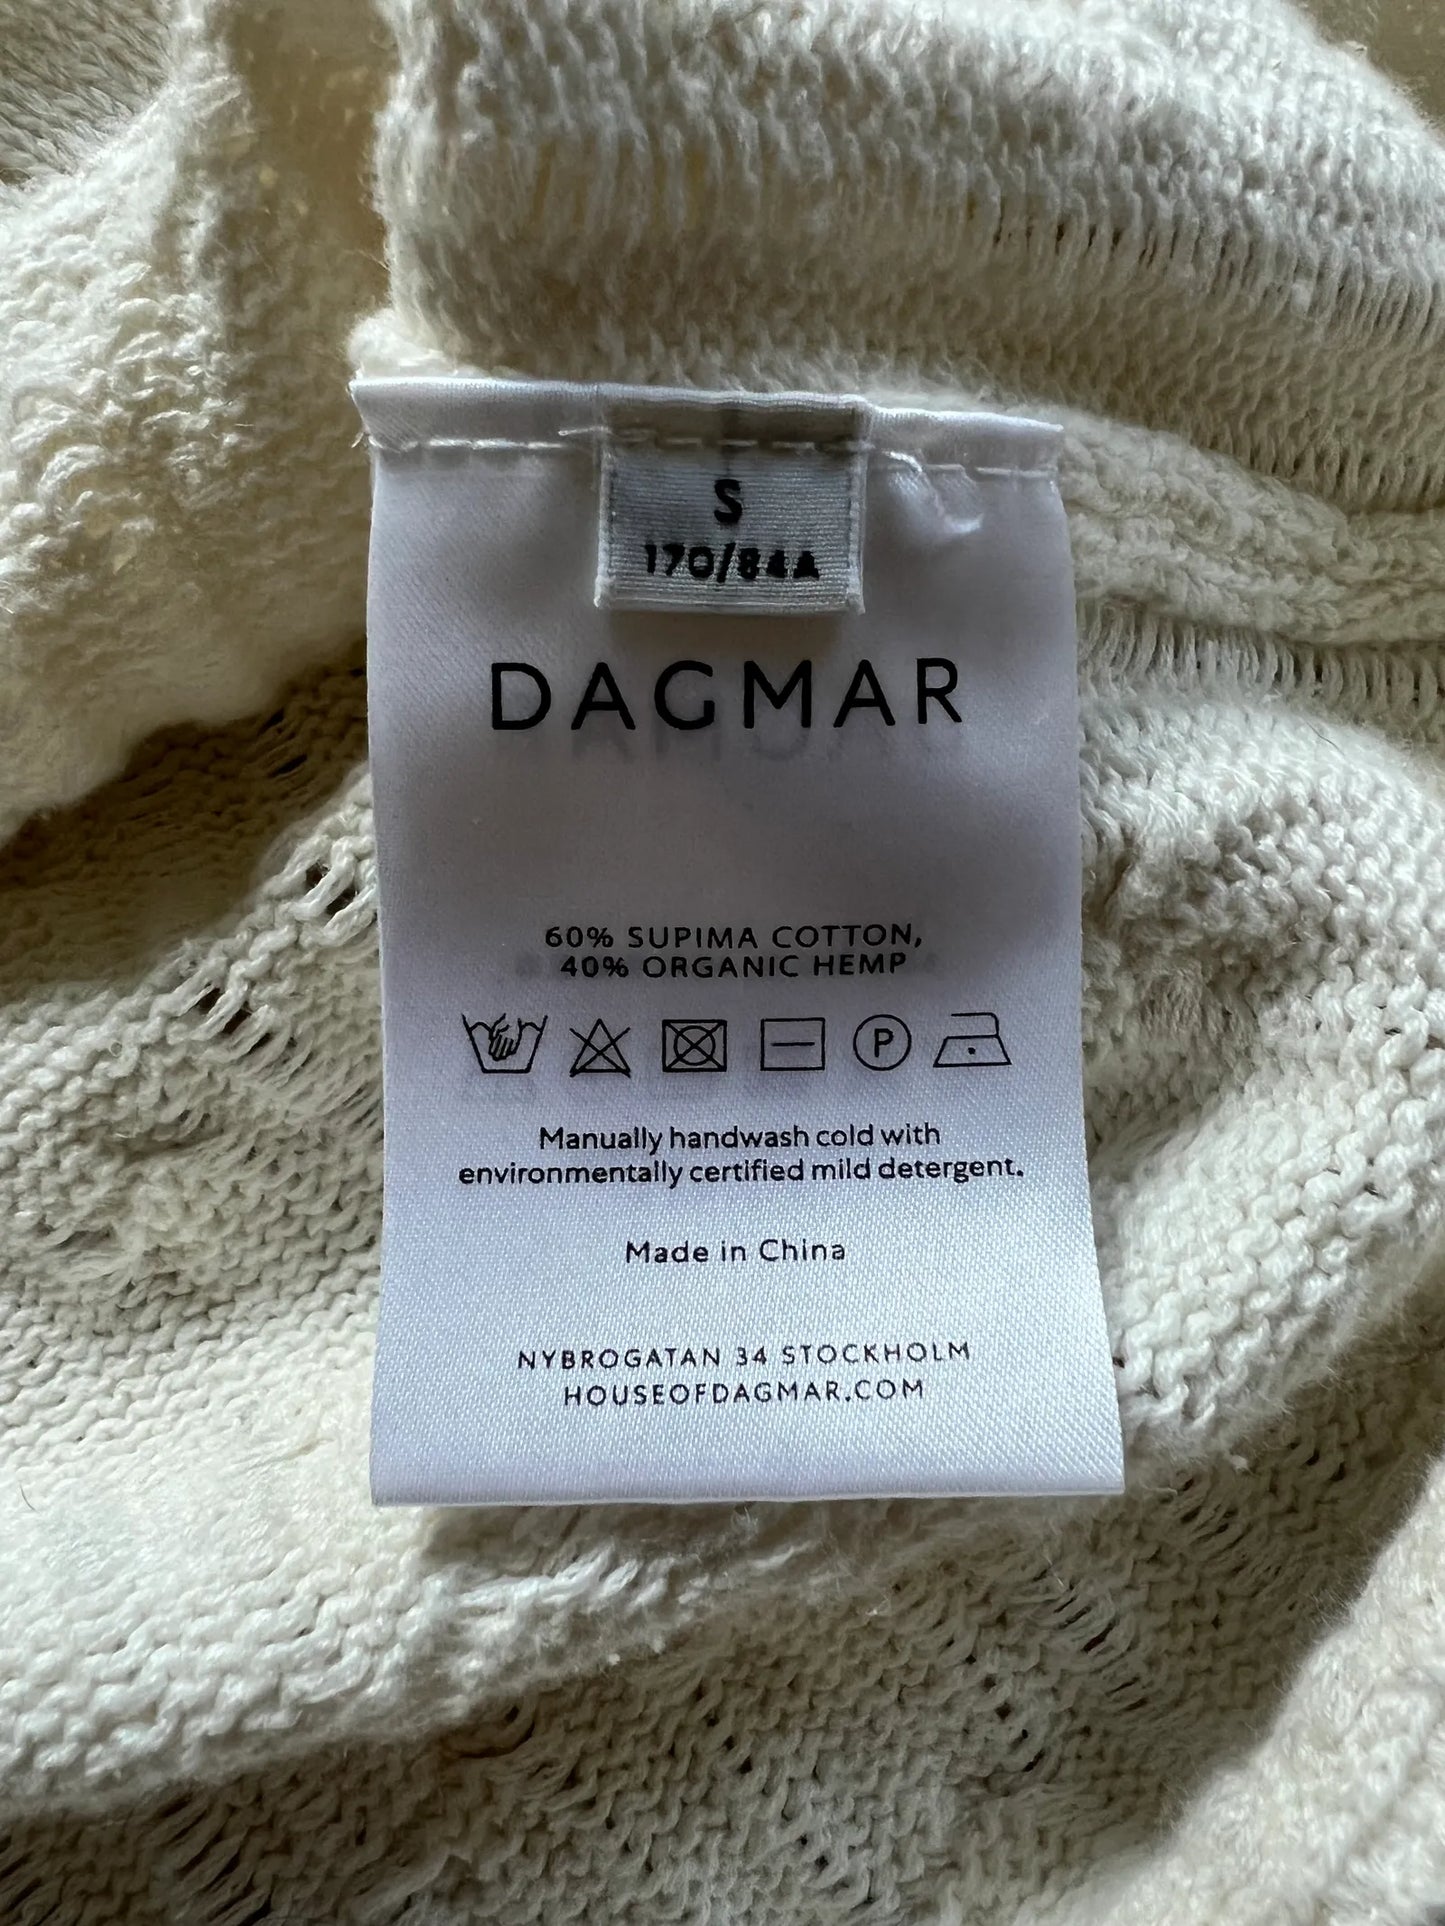 S
170/84A
DAGMAR
60% SUPIMA COTTON,
40% ORGANIC HEMP
P
Manually handwash cold with
environmentally certified mild detergent.
Made in China
NYBROGATAN 34 STOCKHOLM
HOUSEOFDAGMAR.COM